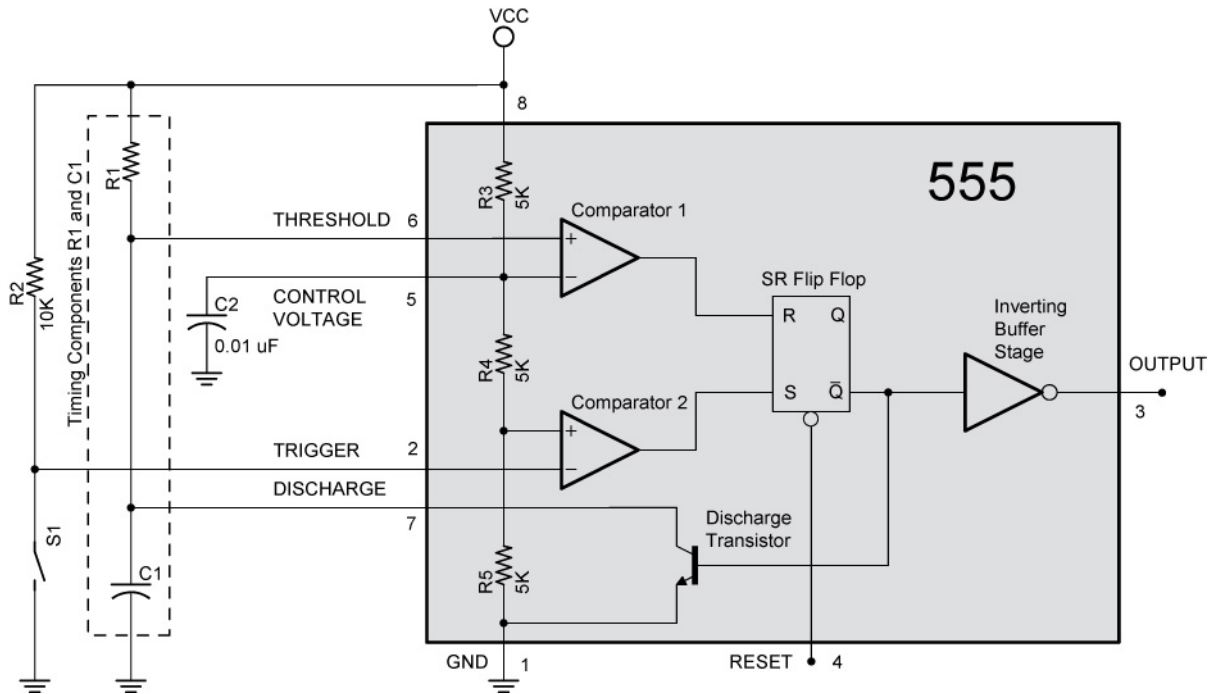 VCC
8
555
Timing Components R1 and C1
R1
R2
10K
THRESHOLD
6
R3
5K
Comparator 1
+
−
CONTROL
VOLTAGE
5
C2
0.01 uF
R4
5K
SR Flip Flop
R
Q
S
Q̅
Inverting
Buffer
Stage
OUTPUT
3
Comparator 2
+
−
TRIGGER
2
DISCHARGE
7
S1
C1
R5
5K
Discharge
Transistor
GND
1
RESET
4